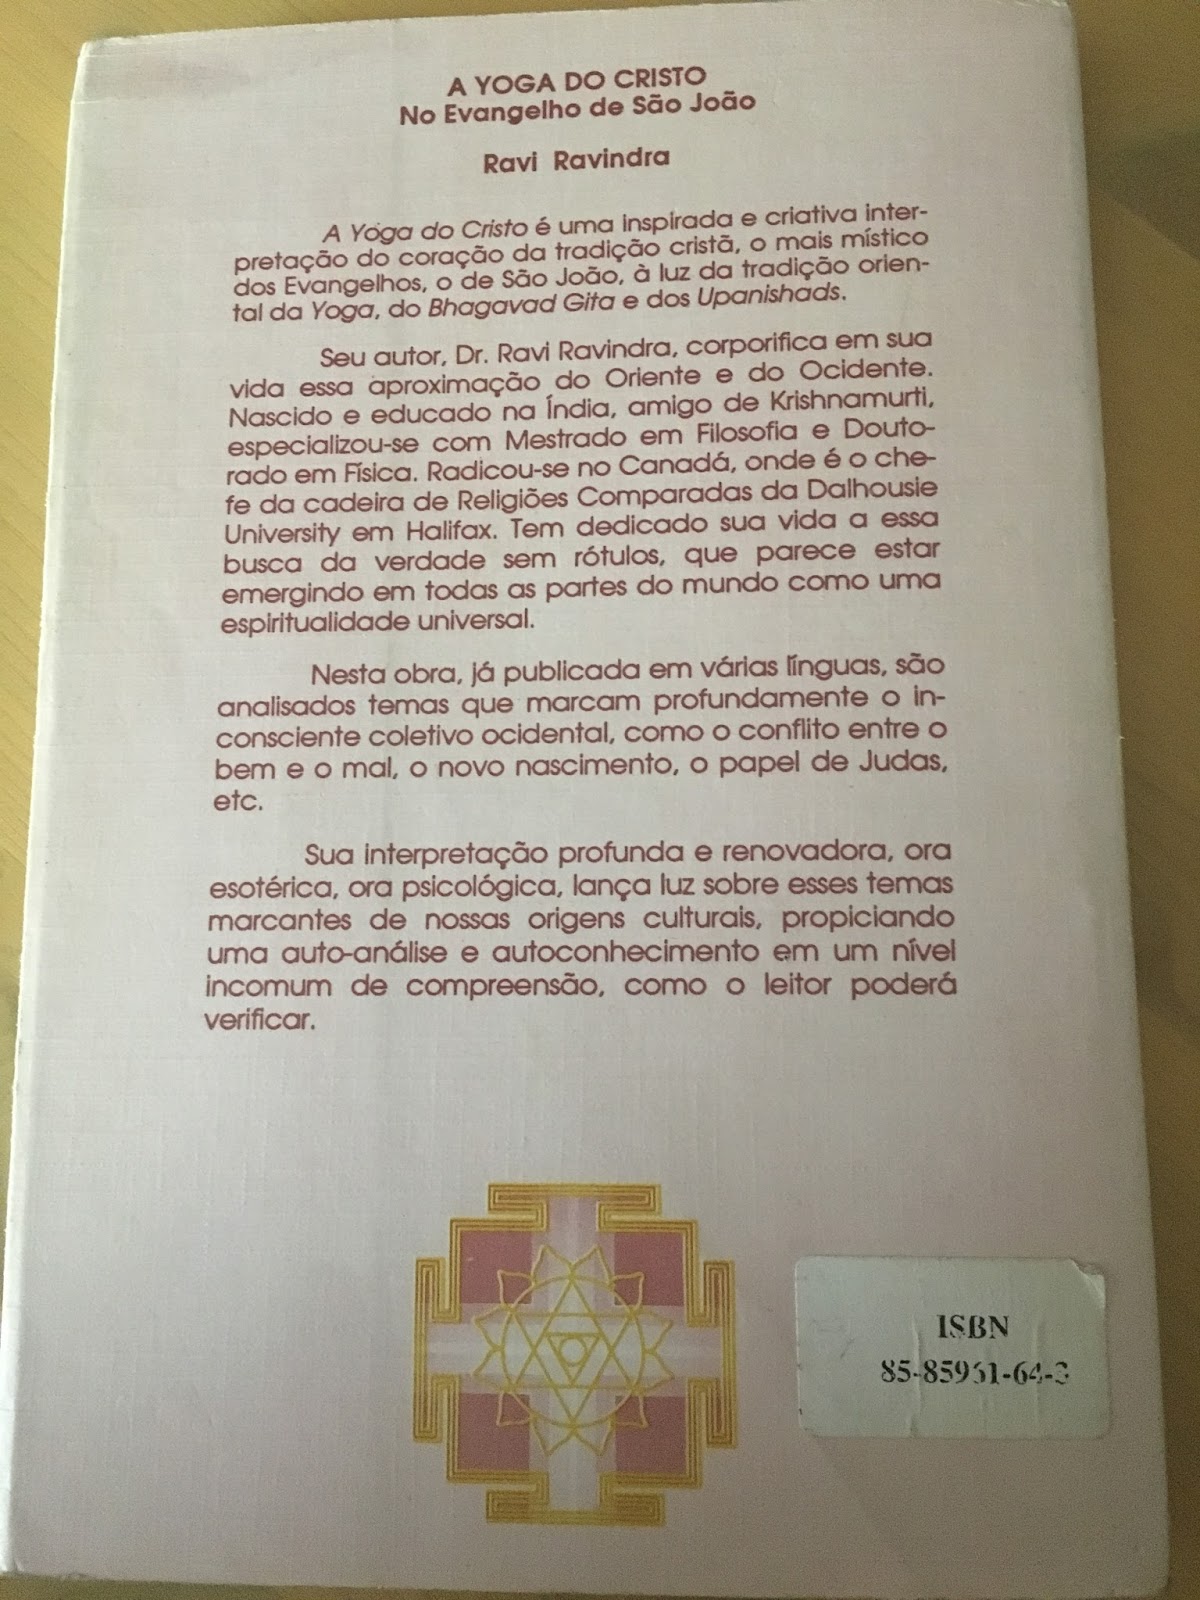 A YOGA DO CRISTO
No Evangelho de São João
Ravi Ravindra
A Yoga do Cristo é uma inspirada e criativa inter-
pretação do coração da tradição cristã, o mais místico
dos Evangelhos, o de São João, à luz da tradição orien-
tal da Yoga, do Bhagavad Gita e dos Upanishads.
Seu autor, Dr. Ravi Ravindra, corporifica em sua
vida essa aproximação do Oriente e do Ocidente.
Nascido e educado na Índia, amigo de Krishnamurti,
especializou-se com Mestrado em Filosofia e Douto-
rado em Física. Radicou-se no Canadá, onde é o che-
fe da cadeira de Religiões Comparadas da Dalhousie
University em Halifax. Tem dedicado sua vida a essa
busca da verdade sem rótulos, que parece estar
emergindo em todas as partes do mundo como uma
espiritualidade universal.
Nesta obra, já publicada em várias línguas, são
analisados temas que marcam profundamente o in-
consciente coletivo ocidental, como o conflito entre o
bem e o mal, o novo nascimento, o papel de Judas,
etc.
Sua interpretação profunda e renovadora, ora
esotérica, ora psicológica, lança luz sobre esses temas
marcantes de nossas origens culturais, propiciando
uma auto-análise e autoconhecimento em um nível
incomum de compreensão, como o leitor poderá
verificar.
ISBN
85-85961-64-3